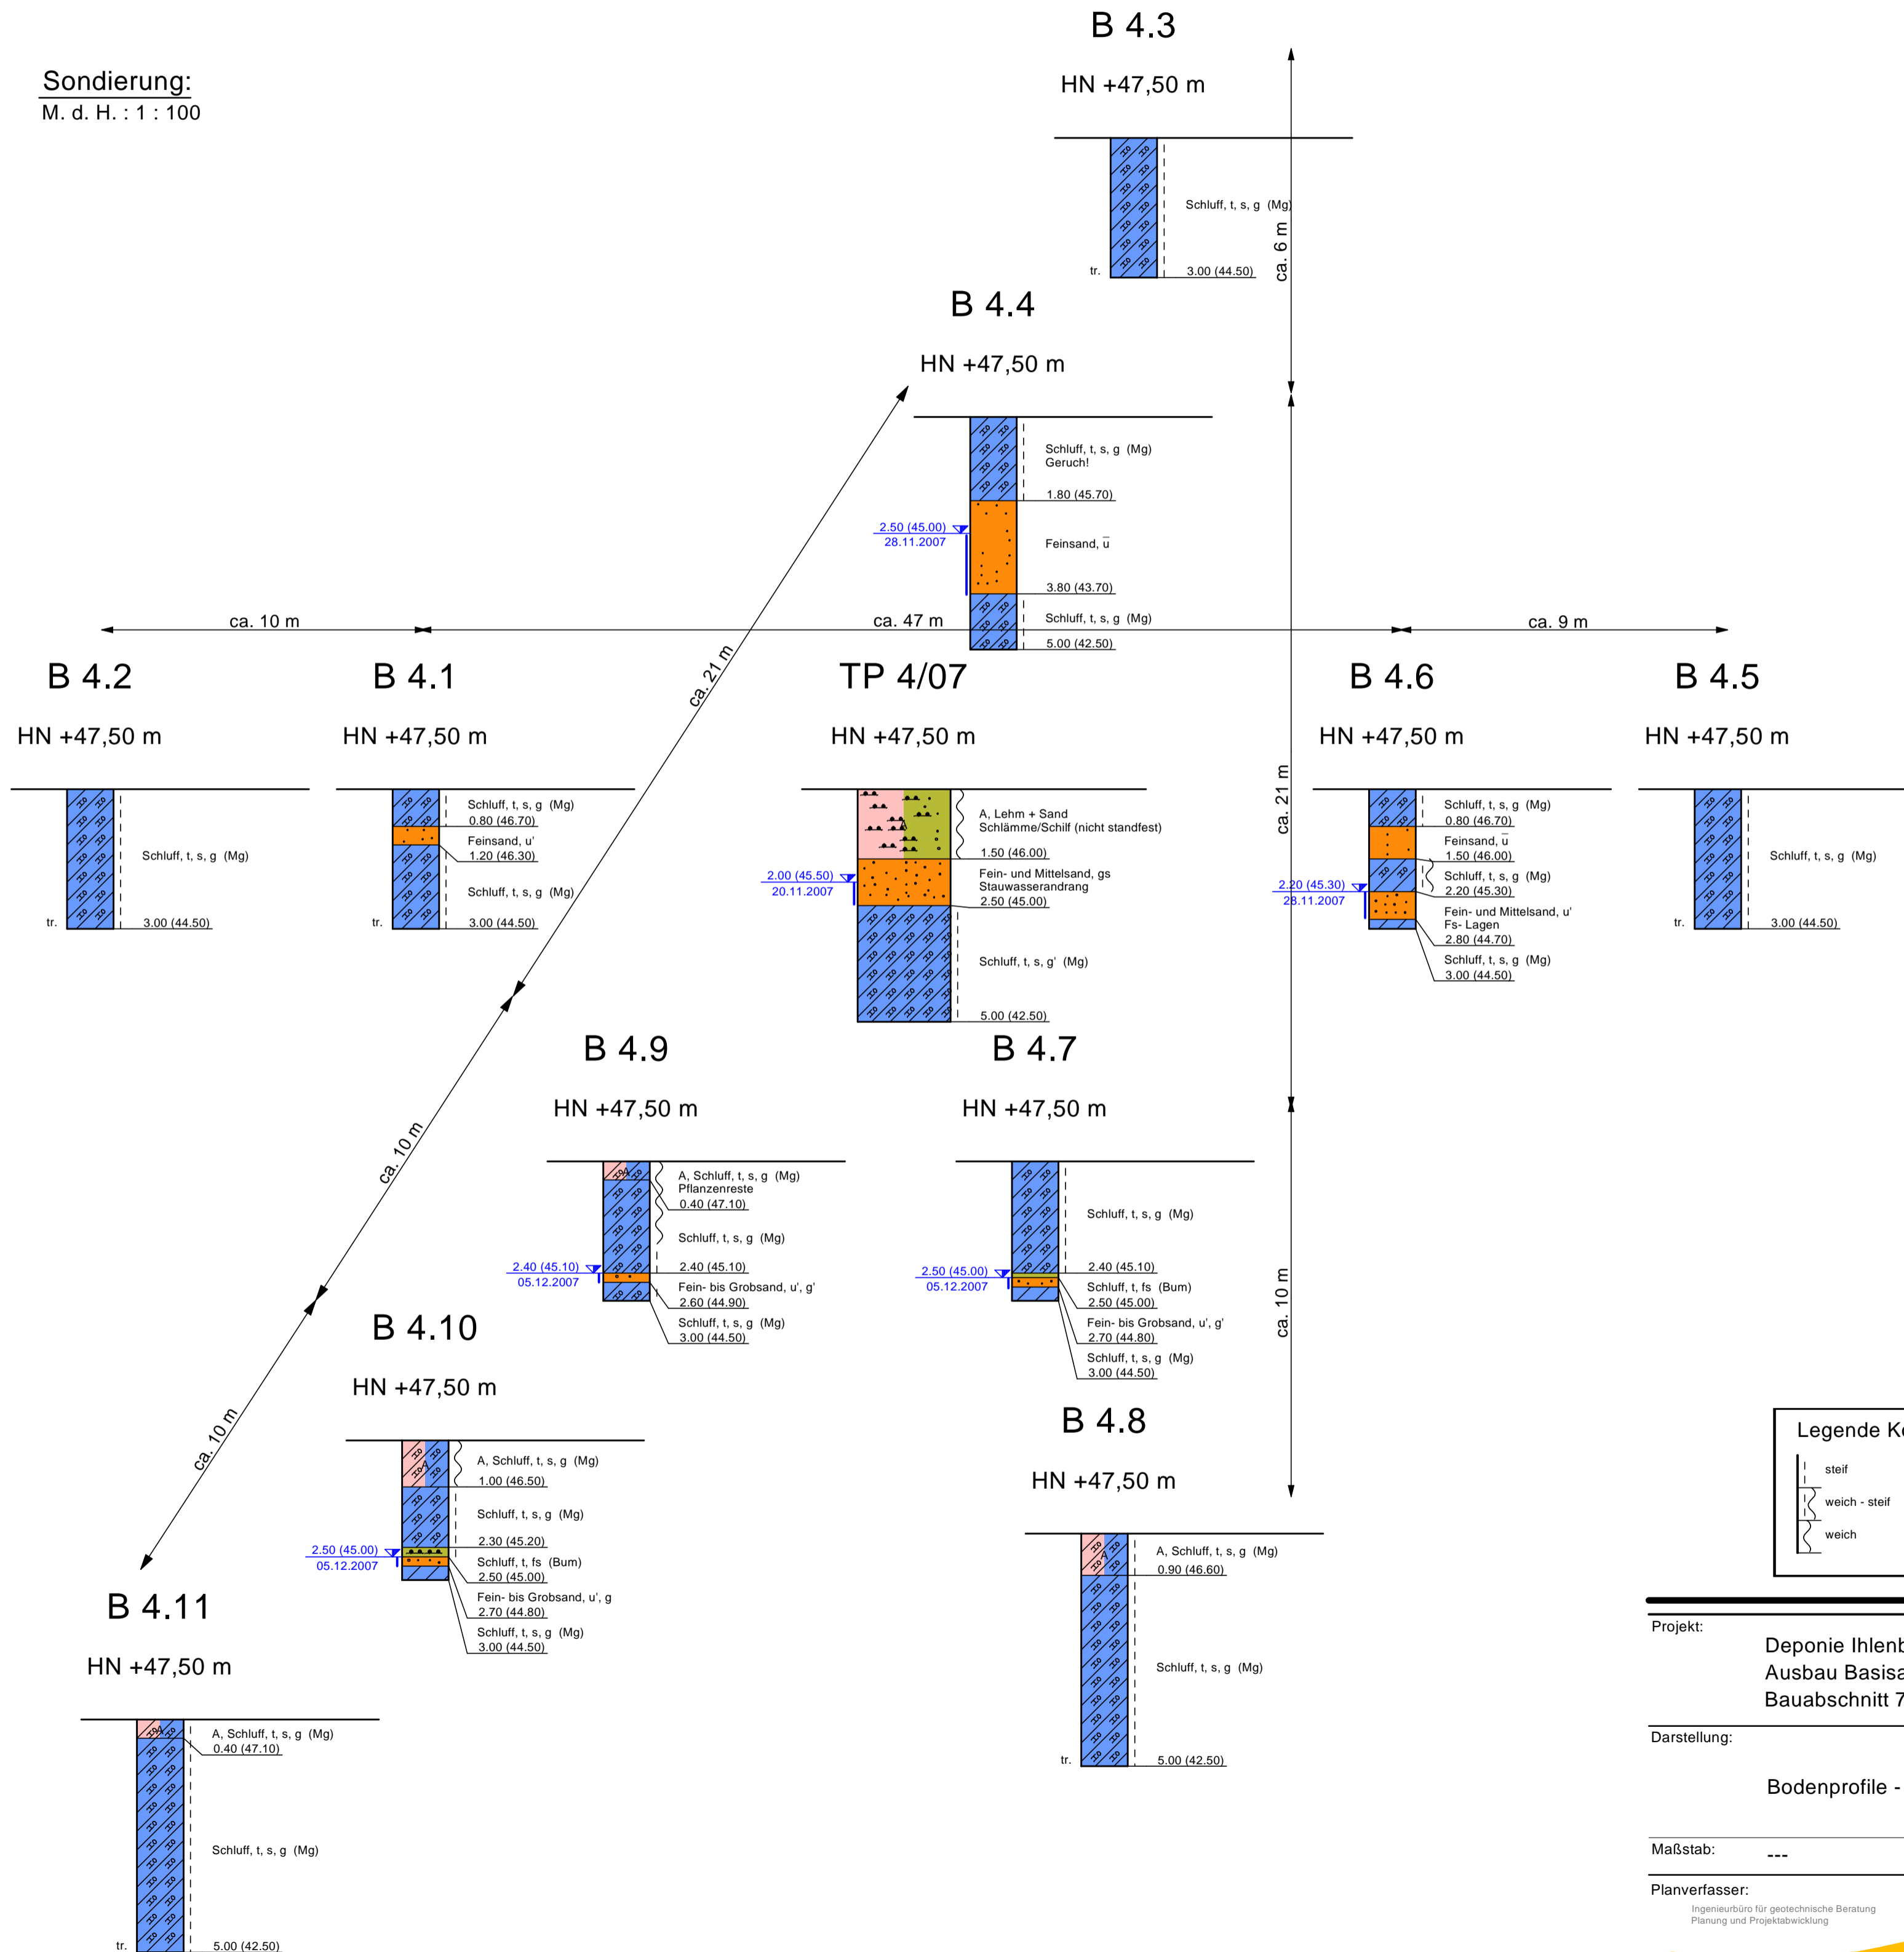 Sondierung:
M. d. H. : 1 : 100
B 4.3
HN +47,50 m
Schluff, t, s, g (Mg)
tr.
3.00 (44.50)
ca. 6 m
B 4.4
HN +47,50 m
Schluff, t, s, g (Mg)
Geruch!
1.80 (45.70)
2.50 (45.00)
28.11.2007
Feinsand, u̅
3.80 (43.70)
Schluff, t, s, g (Mg)
5.00 (42.50)
ca. 10 m
ca. 47 m
ca. 9 m
ca. 21 m
ca. 21 m
B 4.2
HN +47,50 m
Schluff, t, s, g (Mg)
tr.
3.00 (44.50)
B 4.1
HN +47,50 m
Schluff, t, s, g (Mg)
0.80 (46.70)
Feinsand, u'
1.20 (46.30)
Schluff, t, s, g (Mg)
tr.
3.00 (44.50)
TP 4/07
HN +47,50 m
A
A, Lehm + Sand
Schlämme/Schilf (nicht standfest)
1.50 (46.00)
2.00 (45.50)
20.11.2007
Fein- und Mittelsand, gs
Stauwasserandrang
2.50 (45.00)
Schluff, t, s, g' (Mg)
5.00 (42.50)
B 4.6
HN +47,50 m
Schluff, t, s, g (Mg)
0.80 (46.70)
Feinsand, u̅
1.50 (46.00)
Schluff, t, s, g (Mg)
2.20 (45.30)
2.20 (45.30)
28.11.2007
Fein- und Mittelsand, u'
Fs- Lagen
2.80 (44.70)
Schluff, t, s, g (Mg)
3.00 (44.50)
B 4.5
HN +47,50 m
Schluff, t, s, g (Mg)
tr.
3.00 (44.50)
ca. 10 m
B 4.9
HN +47,50 m
A
A, Schluff, t, s, g (Mg)
Pflanzenreste
0.40 (47.10)
Schluff, t, s, g (Mg)
2.40 (45.10)
2.40 (45.10)
05.12.2007
Fein- bis Grobsand, u', g'
2.60 (44.90)
Schluff, t, s, g (Mg)
3.00 (44.50)
B 4.7
HN +47,50 m
Schluff, t, s, g (Mg)
2.40 (45.10)
2.50 (45.00)
05.12.2007
Schluff, t, fs (Bum)
2.50 (45.00)
Fein- bis Grobsand, u', g'
2.70 (44.80)
Schluff, t, s, g (Mg)
3.00 (44.50)
ca. 10 m
B 4.10
HN +47,50 m
A
A, Schluff, t, s, g (Mg)
1.00 (46.50)
Schluff, t, s, g (Mg)
2.30 (45.20)
2.50 (45.00)
05.12.2007
Schluff, t, fs (Bum)
2.50 (45.00)
Fein- bis Grobsand, u', g
2.70 (44.80)
Schluff, t, s, g (Mg)
3.00 (44.50)
ca. 10 m
B 4.8
HN +47,50 m
A
A, Schluff, t, s, g (Mg)
0.90 (46.60)
Schluff, t, s, g (Mg)
tr.
5.00 (42.50)
B 4.11
HN +47,50 m
A
A, Schluff, t, s, g (Mg)
0.40 (47.10)
Schluff, t, s, g (Mg)
tr.
5.00 (42.50)
Legende
steif
weich - steif
weich
Projekt:
Deponie
Ausbau
Bauabschnitt 7
Darstellung:
Bodenprofile -
Maßstab:
---
Planverfasser:
Ingenieurbüro für geotechnische Beratung
Planung und Projektabwicklung